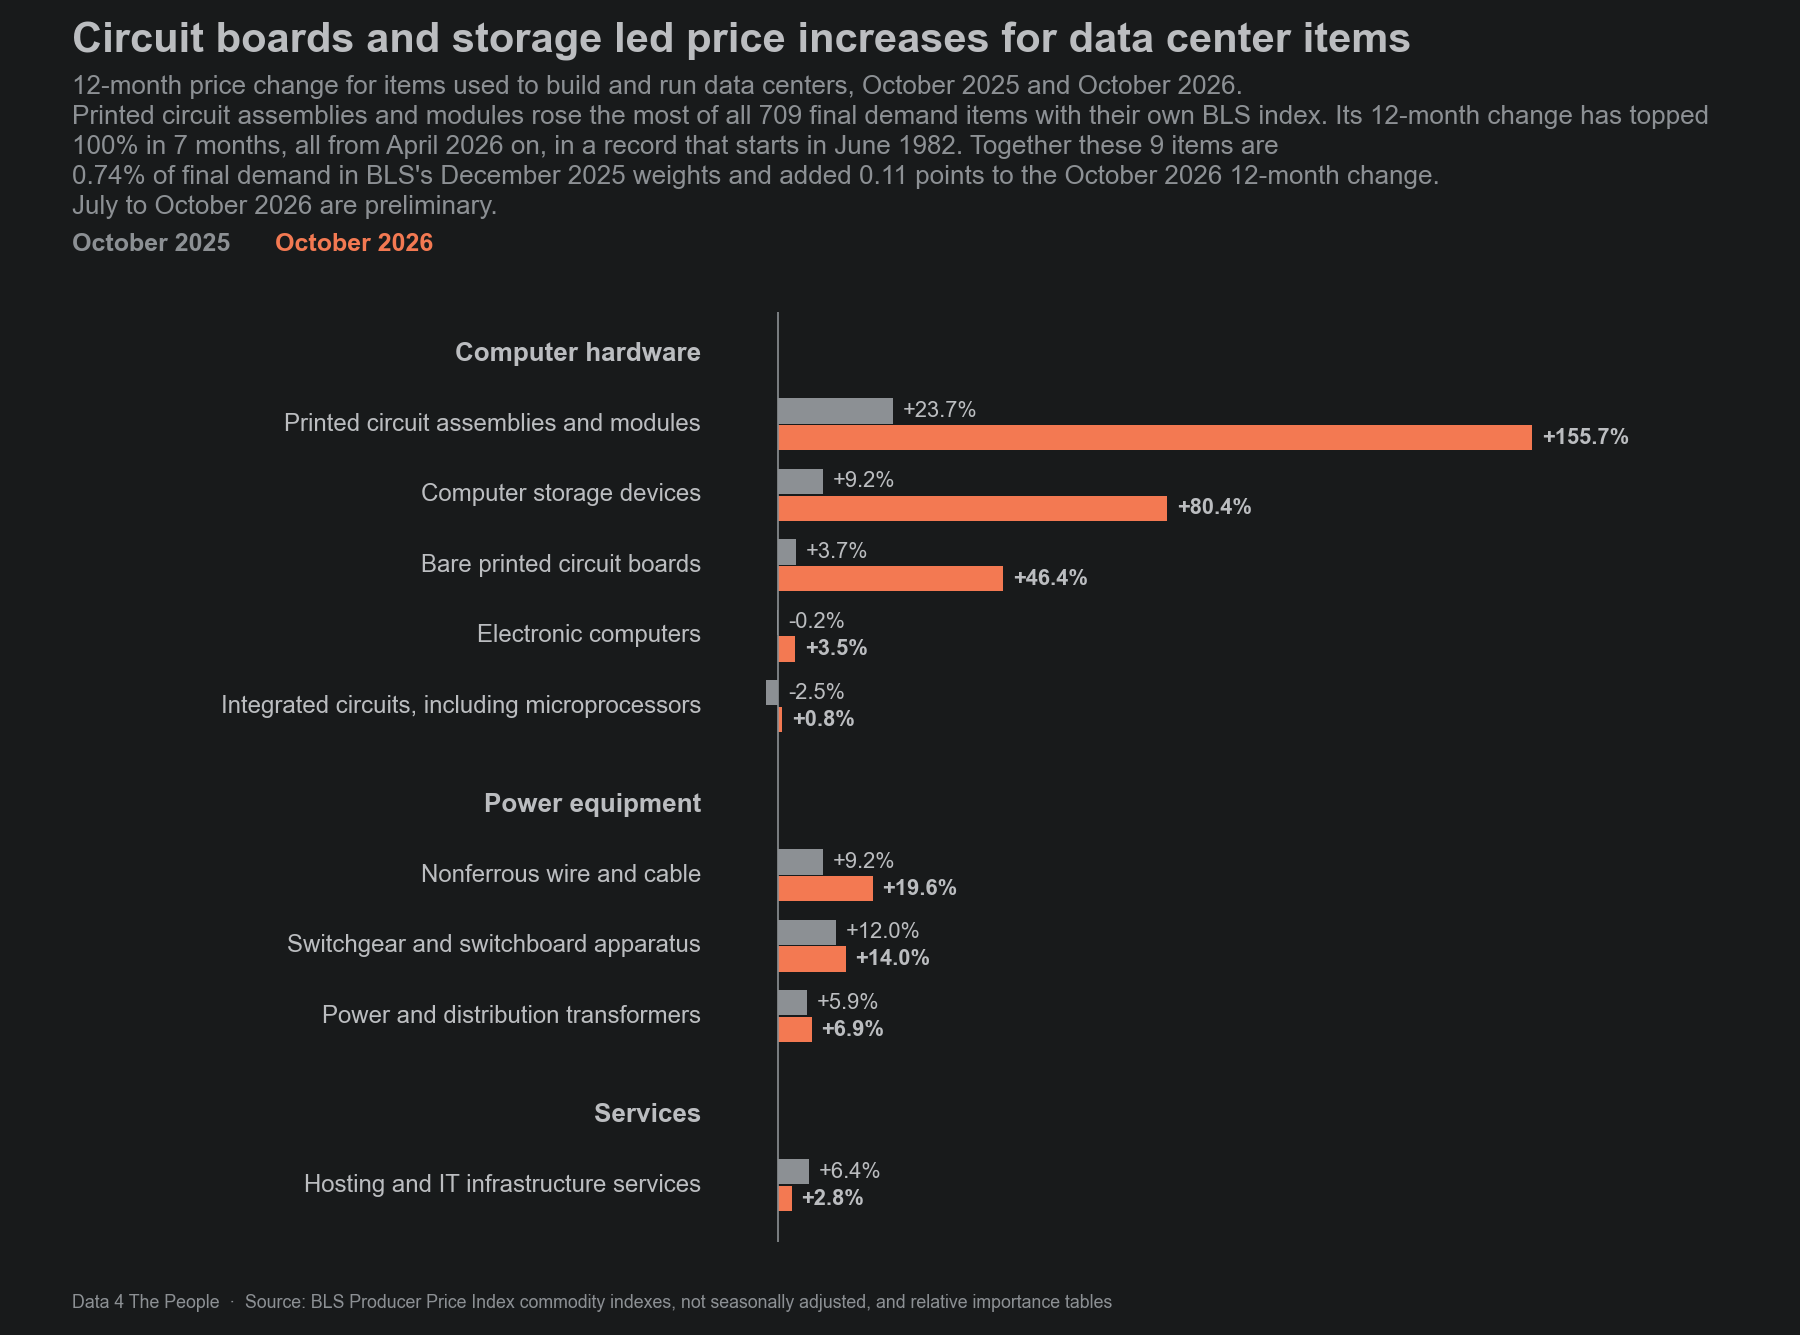 Circuit boards and storage led price increases for data center items
12-month price change for items used to build and run data centers, October 2025 and October 2026.
Printed circuit assemblies and modules rose the most of all 709 final demand items with their own BLS index. Its 12-month change has topped
100% in 7 months, all from April 2026 on, in a record that starts in June 1982. Together these 9 items are
0.74% of final demand in BLS's December 2025 weights and added 0.11 points to the October 2026 12-month change.
July to October 2026 are preliminary.
October 2025 October 2026
Computer hardware
Printed circuit assemblies and modules
+23.7%
+155.7%
Computer storage devices
+9.2%
+80.4%
Bare printed circuit boards
+3.7%
+46.4%
Electronic computers
-0.2%
+3.5%
Integrated circuits, including microprocessors
-2.5%
+0.8%
Power equipment
Nonferrous wire and cable
+9.2%
+19.6%
Switchgear and switchboard apparatus
+12.0%
+14.0%
Power and distribution transformers
+5.9%
+6.9%
Services
Hosting and IT infrastructure services
+6.4%
+2.8%
Data 4 The People · Source: BLS Producer Price Index commodity indexes, not seasonally adjusted, and relative importance tables